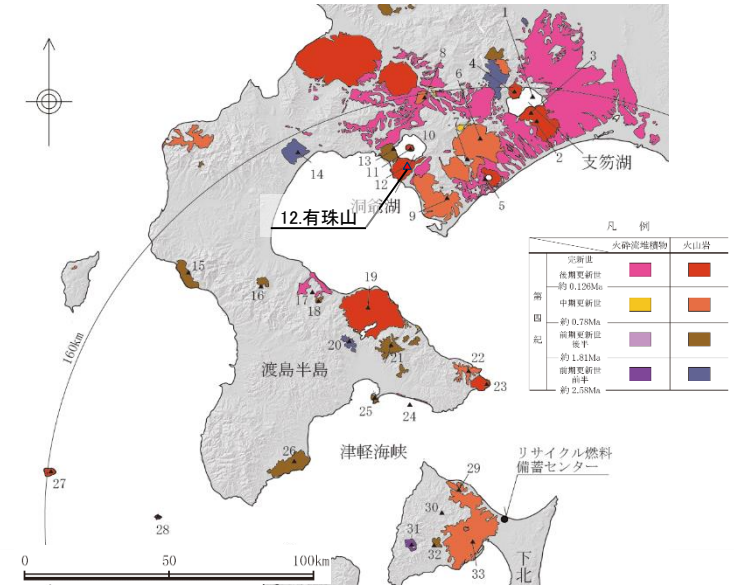 1
8
3
4
6
10
13
11
12
2
支笏湖
14
洞爺湖
12.有珠山
9
5
凡 例
火砕流堆積物 火山岩
完新世
後期更新世
約 0.126Ma
第四紀
中期更新世
約 0.78Ma
前期更新世
後半
約 1.81Ma
前期更新世
前半
約 2.58Ma
15
16
17
18
19
20
21
22
23
160km
渡島半島
25
24
津軽海峡
26
リサイクル燃料
備蓄センター
27
28
29
30
31
32
33
下北
0 50 100km